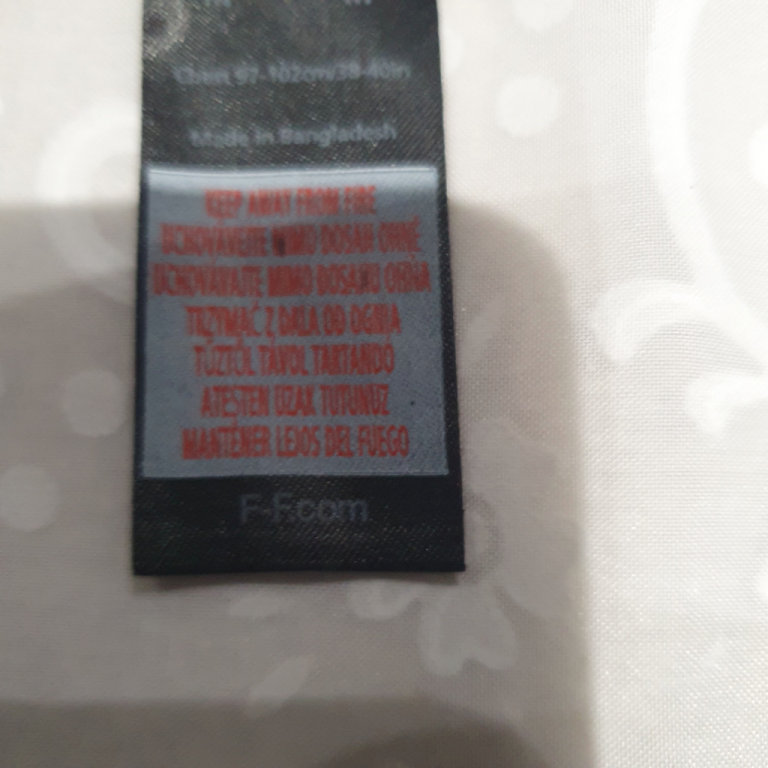 Chest 97-102cm/38-40in
Made in Bangladesh
KEEP AWAY FROM FIRE
UCHOVÁVEJTE MIMO DOSAH OHNĚ
UCHOVÁVAJTE MIMO DOSAHU OHŇA
TRZYMAĆ Z DALA OD OGNIA
TŰZTŐL TÁVOL TARTANDÓ
ATEŞTEN UZAK TUTUNUZ
MANTENER LEJOS DEL FUEGO
F-F.com